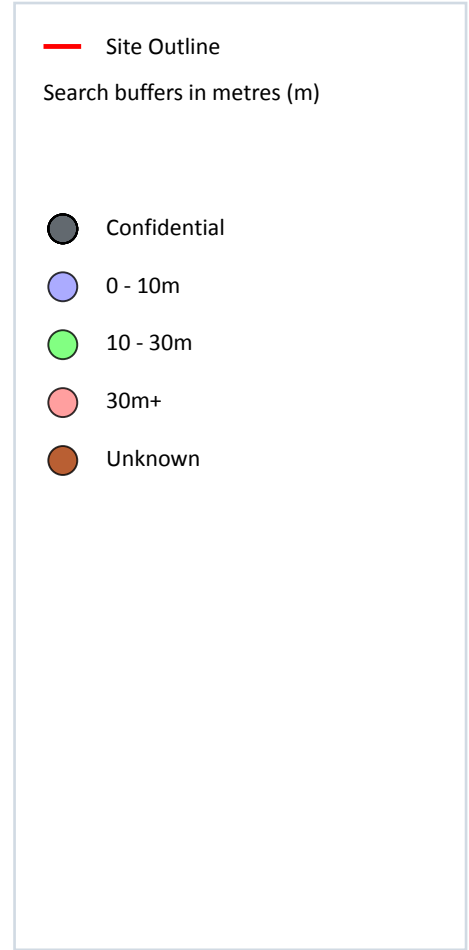 Site Outline
Search buffers in metres (m)
Confidential
0 - 10m
10 - 30m
30m+
Unknown